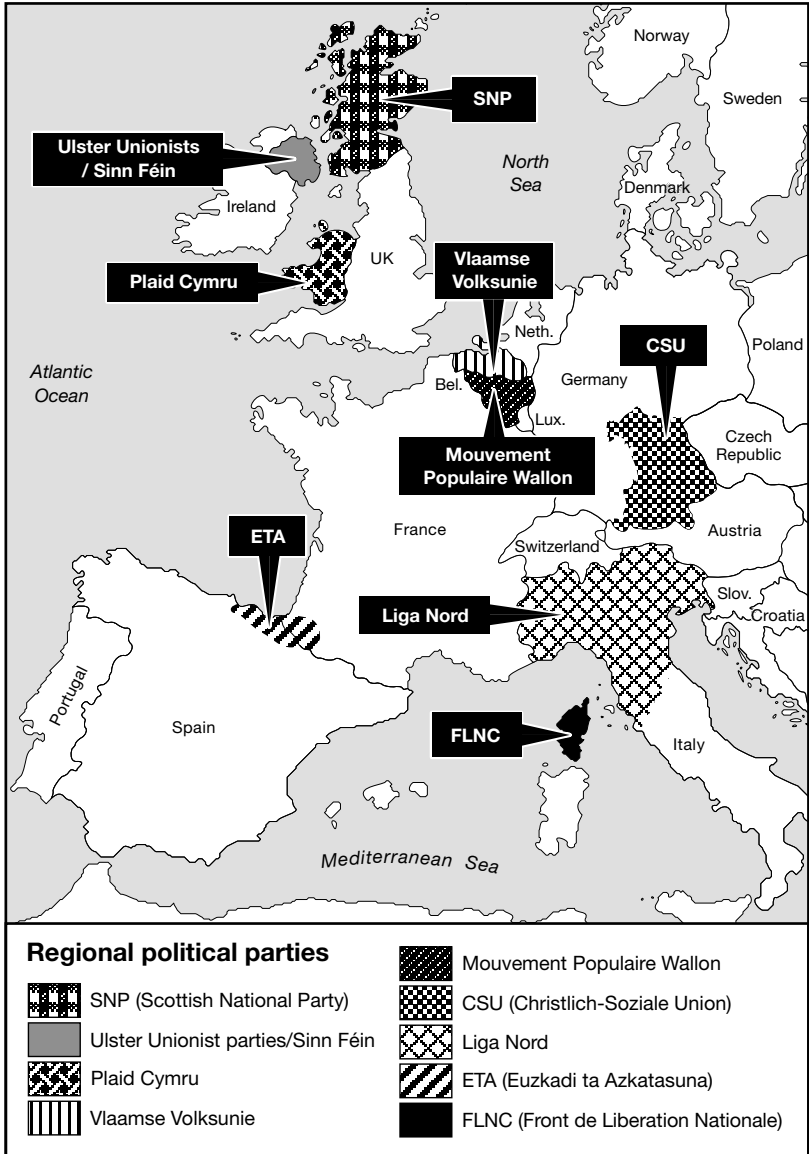 Norway
SNP
Sweden
Ulster Unionists
/ Sinn Féin
North
Sea
Denmark
Ireland
UK
Vlaamse
Volksunie
Plaid Cymru
Neth.
CSU
Poland
Atlantic
Ocean
Bel.
Germany
Lux.
Czech
Republic
Mouvement
Populaire Wallon
ETA
France
Austria
Switzerland
Slov.
Croatia
Liga Nord
Portugal
Spain
FLNC
Italy
Mediterranean Sea
Regional political parties
SNP (Scottish National Party)
Ulster Unionist parties/Sinn Féin
Plaid Cymru
Vlaamse Volksunie
Mouvement Populaire Wallon
CSU (Christlich-Soziale Union)
Liga Nord
ETA (Euzkadi ta Azkatasuna)
FLNC (Front de Liberation Nationale)